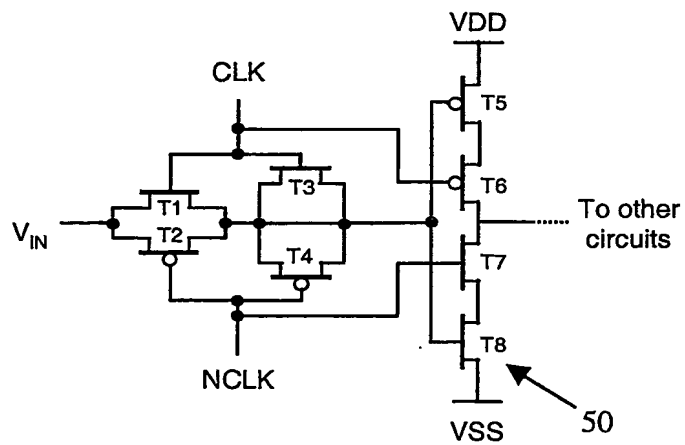 VDD
CLK
T5
T3
T6
T1
V_IN
T2
To other
circuits
T4
T7
T8
NCLK
50
VSS